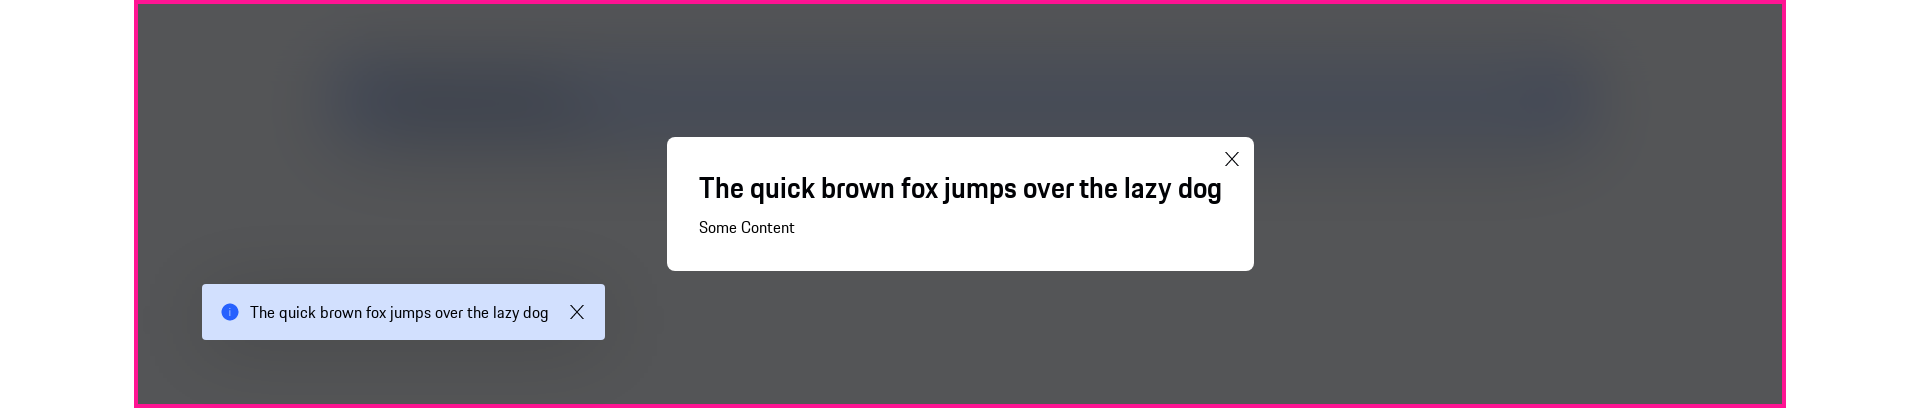 The quick brown fox jumps over the lazy dog
Some Content
The quick brown fox jumps over the lazy dog